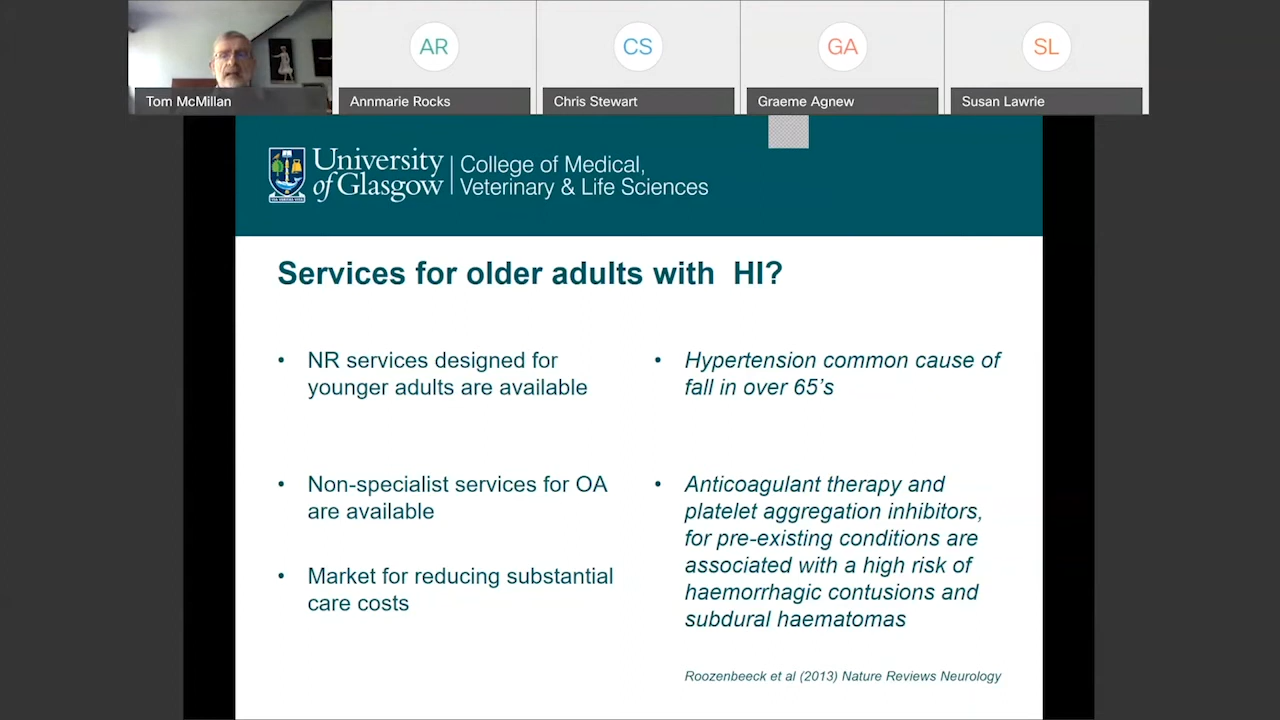 Tom McMillan
AR
Annmarie Rocks
CS
Chris Stewart
GA
Graeme Agnew
SL
Susan Lawrie
University
of Glasgow
College of Medical,
Veterinary & Life Sciences
Services for older adults with HI?
• NR services designed for
younger adults are available
• Non-specialist services for OA
are available
• Market for reducing substantial
care costs
• Hypertension common cause of
fall in over 65's
• Anticoagulant therapy and
platelet aggregation inhibitors,
for pre-existing conditions are
associated with a high risk of
haemorrhagic contusions and
subdural haematomas
Roozenbeeck et al (2013) Nature Reviews Neurology